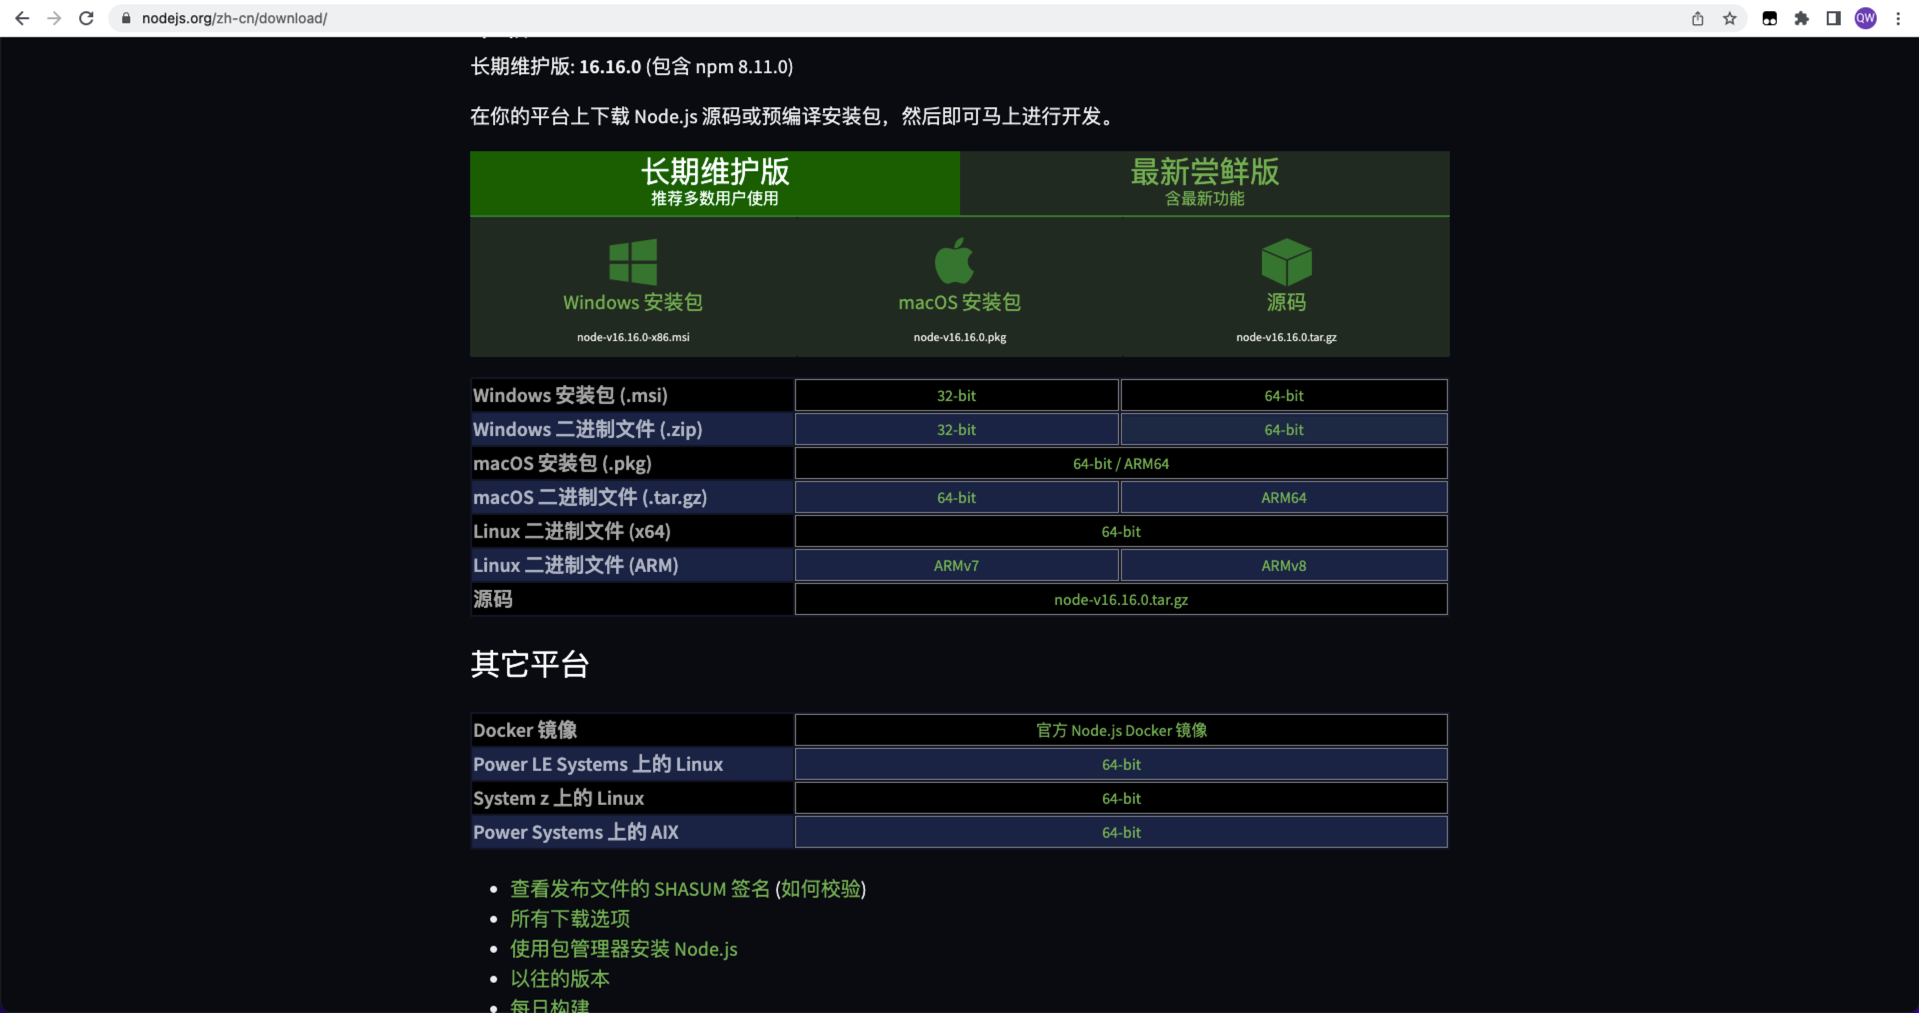 nodejs.org/zh-cn/download/
QW
长期维护版: 16.16.0 (包含 npm 8.11.0)
在你的平台上下载 Node.js 源码或预编译安装包，然后即可马上进行开发。
长期维护版
推荐多数用户使用
最新尝鲜版
含最新功能
Windows 安装包
node-v16.16.0-x86.msi
macOS 安装包
node-v16.16.0.pkg
源码
node-v16.16.0.tar.gz
Windows 安装包 (.msi) 32-bit 64-bit
Windows 二进制文件 (.zip) 32-bit 64-bit
macOS 安装包 (.pkg) 64-bit / ARM64
macOS 二进制文件 (.tar.gz) 64-bit ARM64
Linux 二进制文件 (x64) 64-bit
Linux 二进制文件 (ARM) ARMv7 ARMv8
源码 node-v16.16.0.tar.gz
其它平台
Docker 镜像 官方 Node.js Docker 镜像
Power LE Systems 上的 Linux 64-bit
System z 上的 Linux 64-bit
Power Systems 上的 AIX 64-bit
查看发布文件的 SHASUM 签名 (如何校验)
所有下载选项
使用包管理器安装 Node.js
以往的版本
每日构建